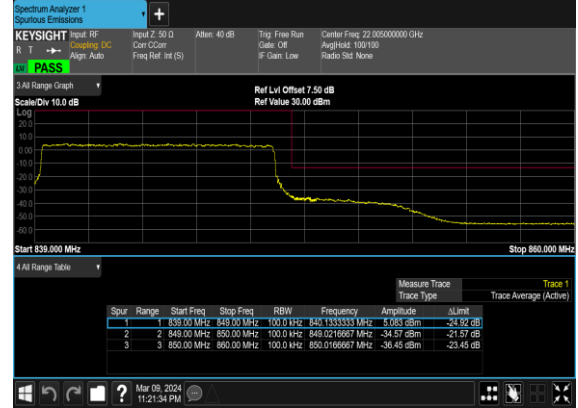 Spectrum Analyzer 1
Spurious Emissions
KEYSIGHT Input: RF Input Z: 50 Ω Atten: 40 dB Trig: Free Run Center Freq: 22.005000000 GHz
R T Coupling: DC Corr CCorr Gate: Off Avg|Hold: 100/100
Align: Auto Freq Ref: Int (S) IF Gain: Low Radio Std: None
LM PASS
3 All Range Graph
Ref Lvl Offset 7.50 dB
Scale/Div 10.0 dB Ref Value 30.00 dBm
Log
20.0
10.0
0.00
-10.0
-20.0
-30.0
-40.0
-50.0
-60.0
Start 839.000 MHz Stop 860.000 MHz
4 All Range Table
Measure Trace Trace 1
Trace Type Trace Average (Active)
Spur Range Start Freq Stop Freq RBW Frequency Amplitude ΔLimit
1 1 839.00 MHz 849.00 MHz 100.0 kHz 840.1333333 MHz 5.083 dBm -24.92 dB
2 2 849.00 MHz 850.00 MHz 100.0 kHz 849.0216667 MHz -34.57 dBm -21.57 dB
3 3 850.00 MHz 860.00 MHz 100.0 kHz 850.0166667 MHz -36.45 dBm -23.45 dB
?
Mar 09, 2024
11:21:34 PM